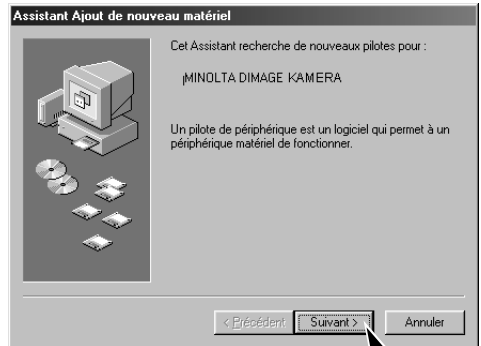 Assistant Ajout de nouveau matériel
Cet Assistant recherche de nouveaux pilotes pour :
MINOLTA DIMAGE KAMERA
Un pilote de périphérique est un logiciel qui permet à un
périphérique matériel de fonctionner.
< Précédent Suivant > Annuler